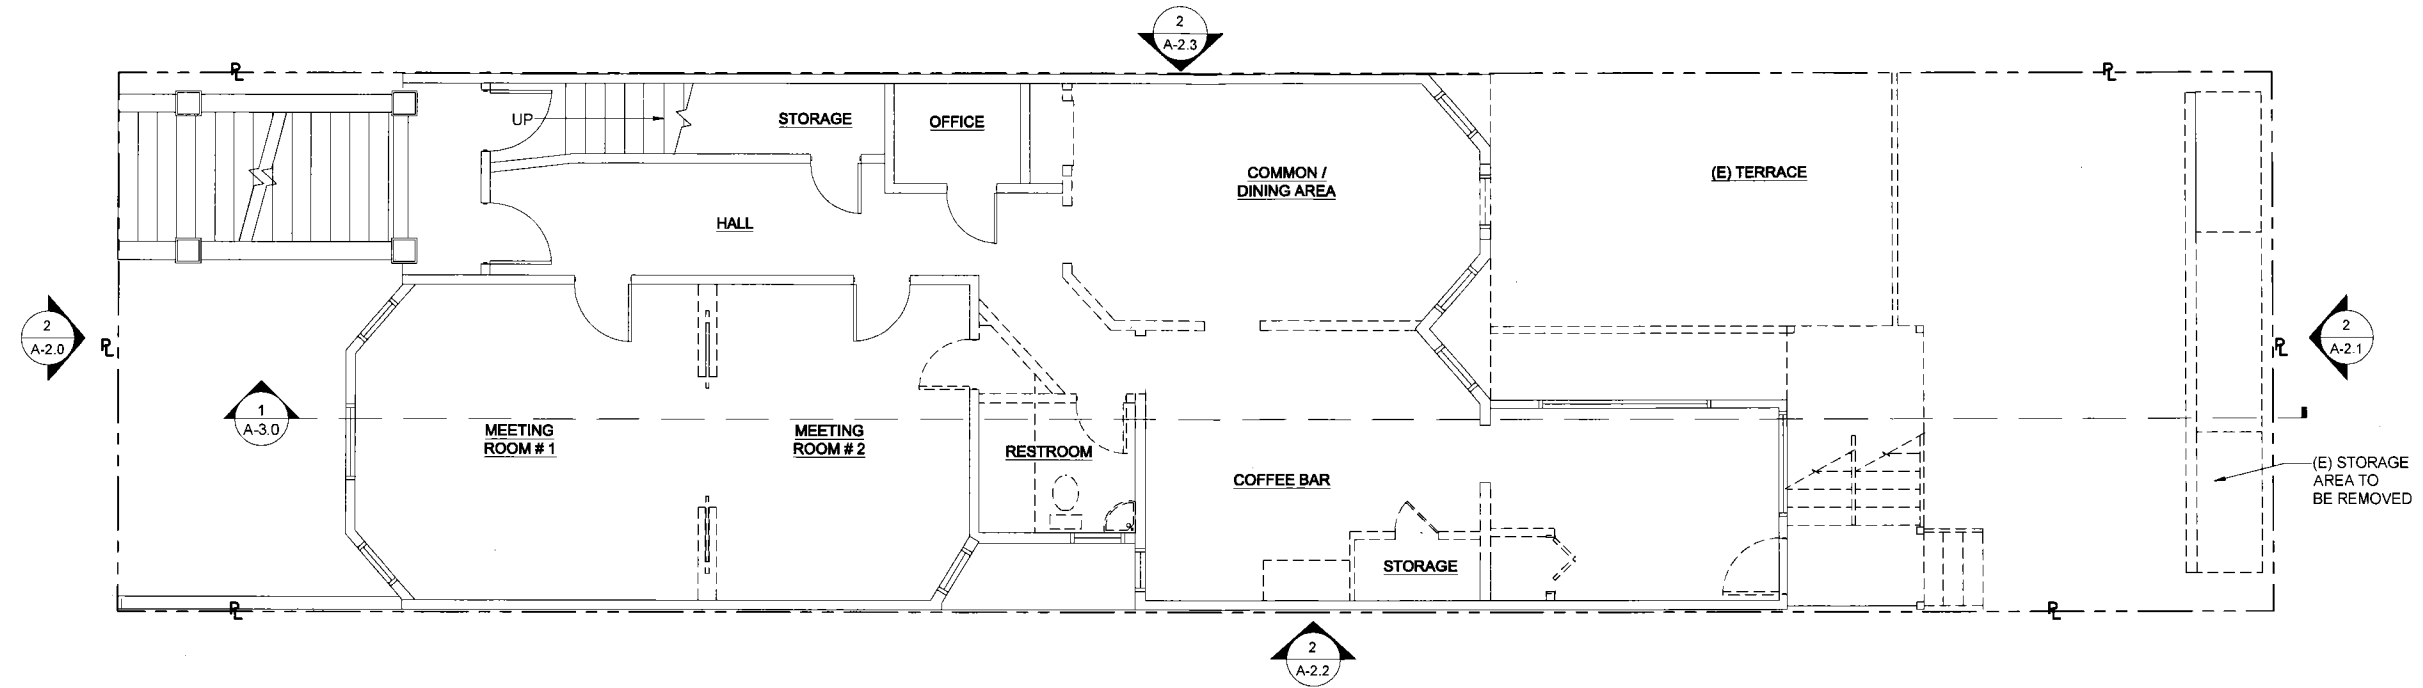 2
A-2.3
PL
PL
UP
STORAGE
OFFICE
COMMON /
DINING AREA
(E) TERRACE
HALL
2
A-2.0
PL
2
A-2.1
PL
1
A-3.0
MEETING
ROOM # 1
MEETING
ROOM # 2
RESTROOM
COFFEE BAR
(E) STORAGE
AREA TO
BE REMOVED
STORAGE
PL
PL
2
A-2.2